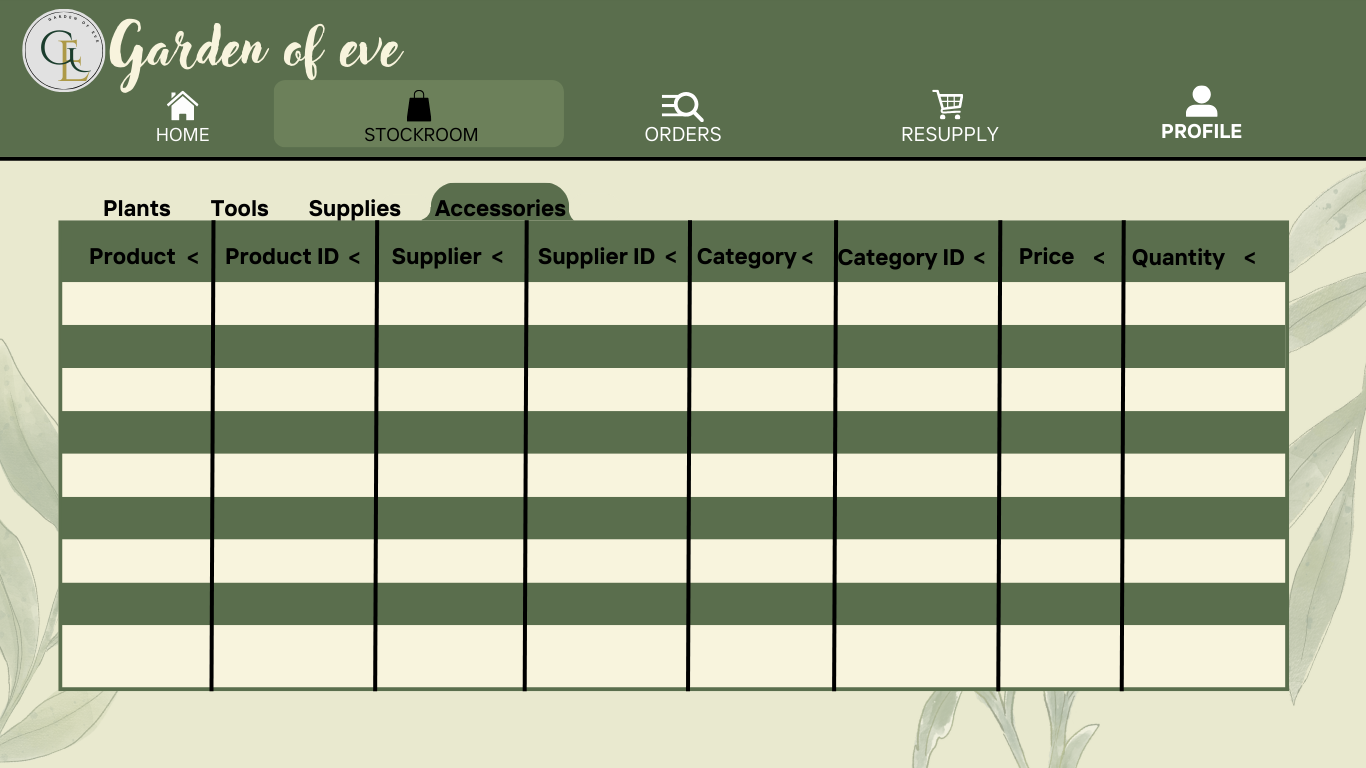 GARDEN OF EVE
GE
Garden of eve
HOME
STOCKROOM
ORDERS
RESUPPLY
PROFILE
Plants Tools Supplies Accessories
Product < Product ID < Supplier < Supplier ID < Category < Category ID < Price < Quantity <